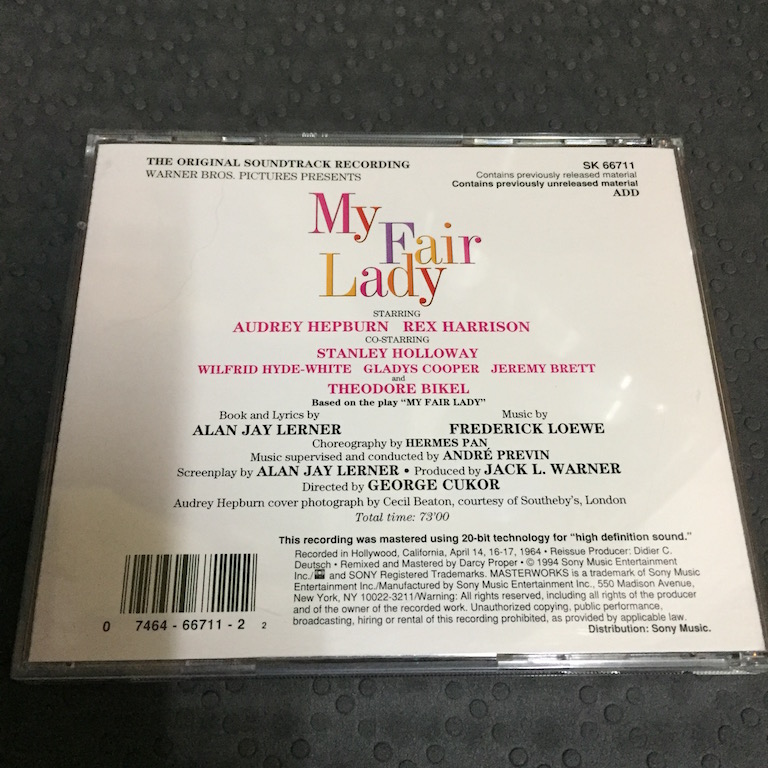 THE ORIGINAL SOUNDTRACK RECORDING
WARNER BROS. PICTURES PRESENTS
SK 66711
Contains previously released material
Contains previously unreleased material
ADD
My
Fair
Lady
STARRING
AUDREY HEPBURN REX HARRISON
CO-STARRING
STANLEY HOLLOWAY
WILFRID HYDE-WHITE GLADYS COOPER JEREMY BRETT
and
THEODORE BIKEL
Based on the play "MY FAIR LADY"
Book and Lyrics by
ALAN JAY LERNER
Music by
FREDERICK LOEWE
Choreography by HERMES PAN
Music supervised and conducted by ANDRÉ PREVIN
Screenplay by ALAN JAY LERNER • Produced by JACK L. WARNER
Directed by GEORGE CUKOR
Audrey Hepburn cover photograph by Cecil Beaton, courtesy of Southeby's, London
Total time: 73'00
This recording was mastered using 20-bit technology for "high definition sound."
Recorded in Hollywood, California, April 14, 16-17, 1964 • Reissue Producer: Didier C.
Deutsch • Remixed and Mastered by Darcy Proper • © 1994 Sony Music Entertainment
Inc./ and SONY Registered Trademarks. MASTERWORKS is a trademark of Sony Music
Entertainment Inc./Manufactured by Sony Music Entertainment Inc., 550 Madison Avenue,
New York, NY 10022-3211/Warning: All rights reserved, including all rights of the producer
and of the owner of the recorded work. Unauthorized copying, public performance,
broadcasting, hiring or rental of this recording prohibited, as provided by applicable law.
Distribution: Sony Music.
0 7464-66711-2 2